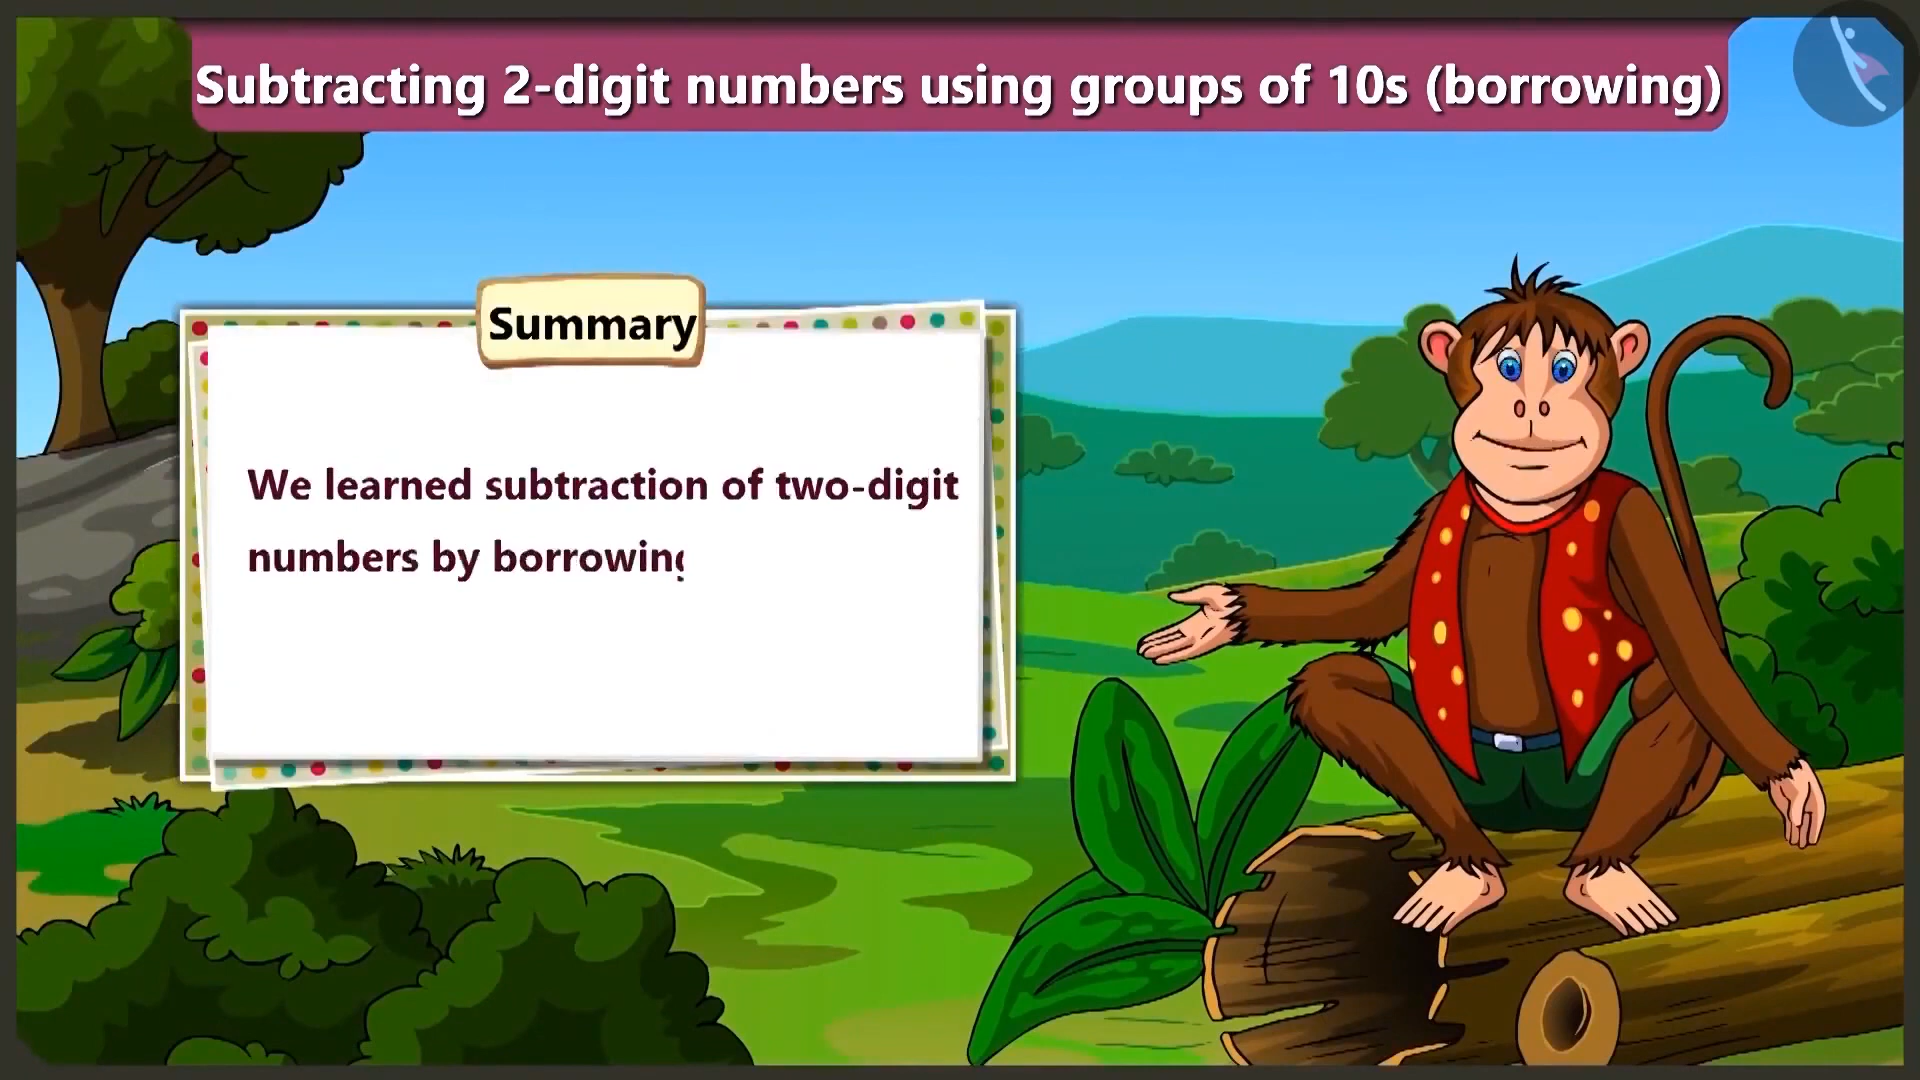 Subtracting 2-digit numbers using groups of 10s (borrowing)
Summary
We learned subtraction of two-digit
numbers by borrowing